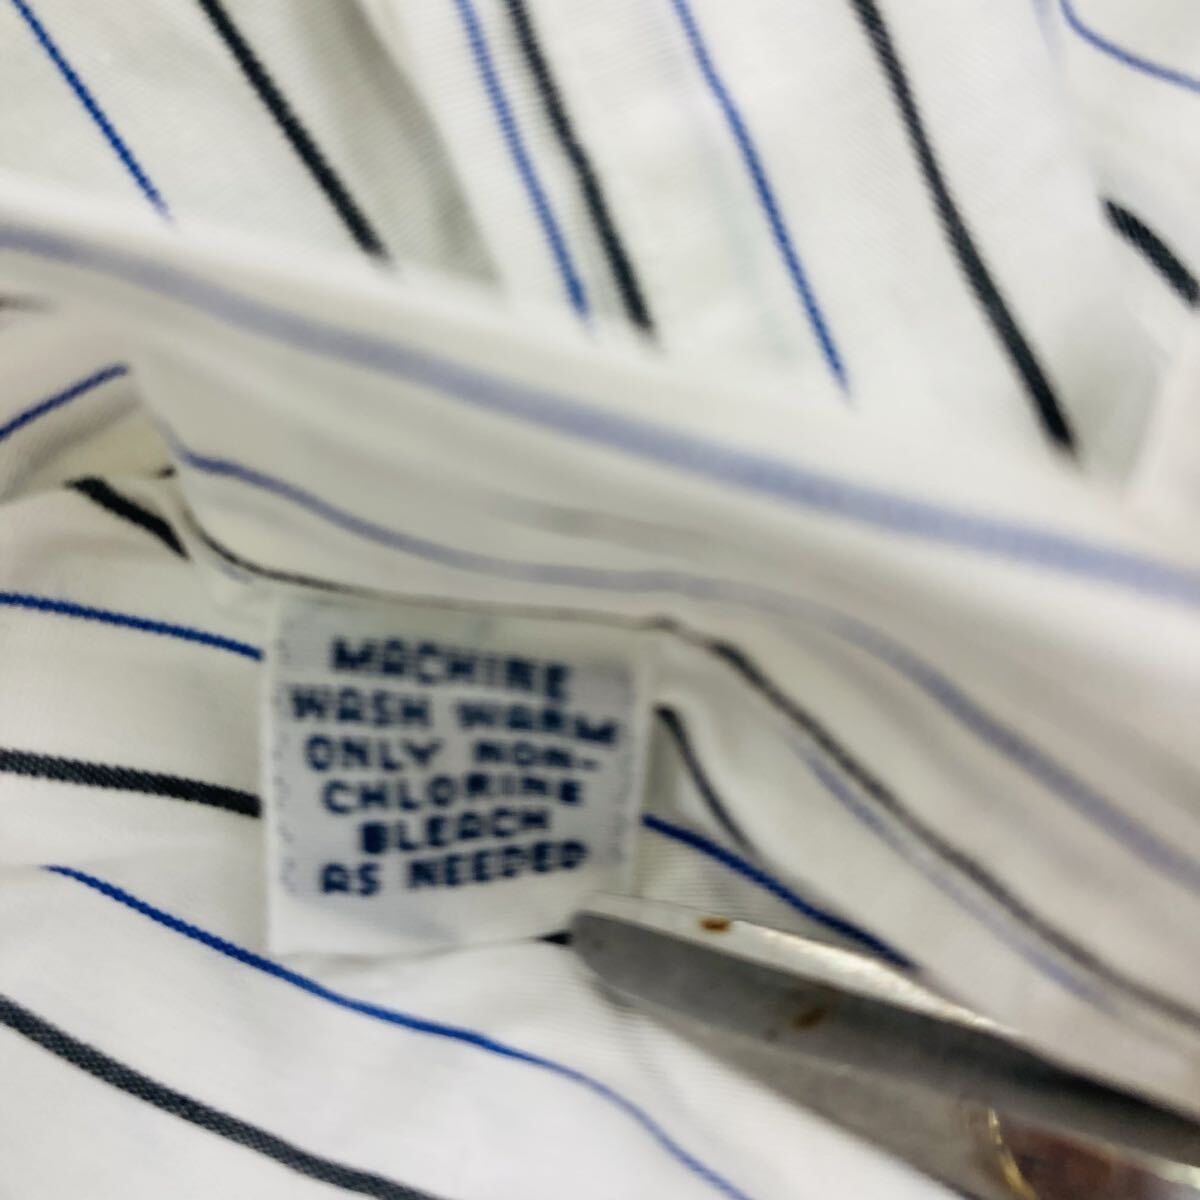 MACHINE
WASH WARM
ONLY NON-
CHLORINE
BLEACH
AS NEEDED